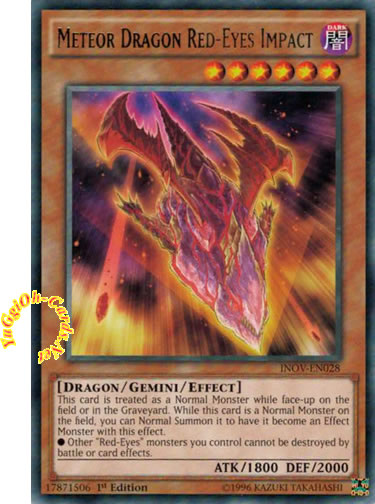 METEOR DRAGON RED-EYES IMPACT
DARK
闇
YuGiOh-Cards.Net
INOV-EN028
[DRAGON/GEMINI/EFFECT]
This card is treated as a Normal Monster while face-up on the
field or in the Graveyard. While this card is a Normal Monster on
the field, you can Normal Summon it to have it become an Effect
Monster with this effect.
● Other "Red-Eyes" monsters you control cannot be destroyed by
battle or card effects.
ATK/1800 DEF/2000
17871506 1st Edition
©1996 KAZUKI TAKAHASHI